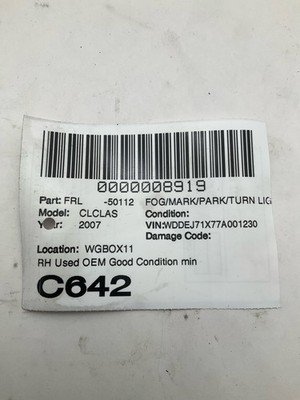 0000008919
Part: FRL -50112 FOG/MARK/PARK/TURN LIG
Model: CLCLAS Condition:
Year: 2007 VIN:WDDEJ71X77A001230
Damage Code:
Location: WGBOX11
RH Used OEM Good Condition min
C642